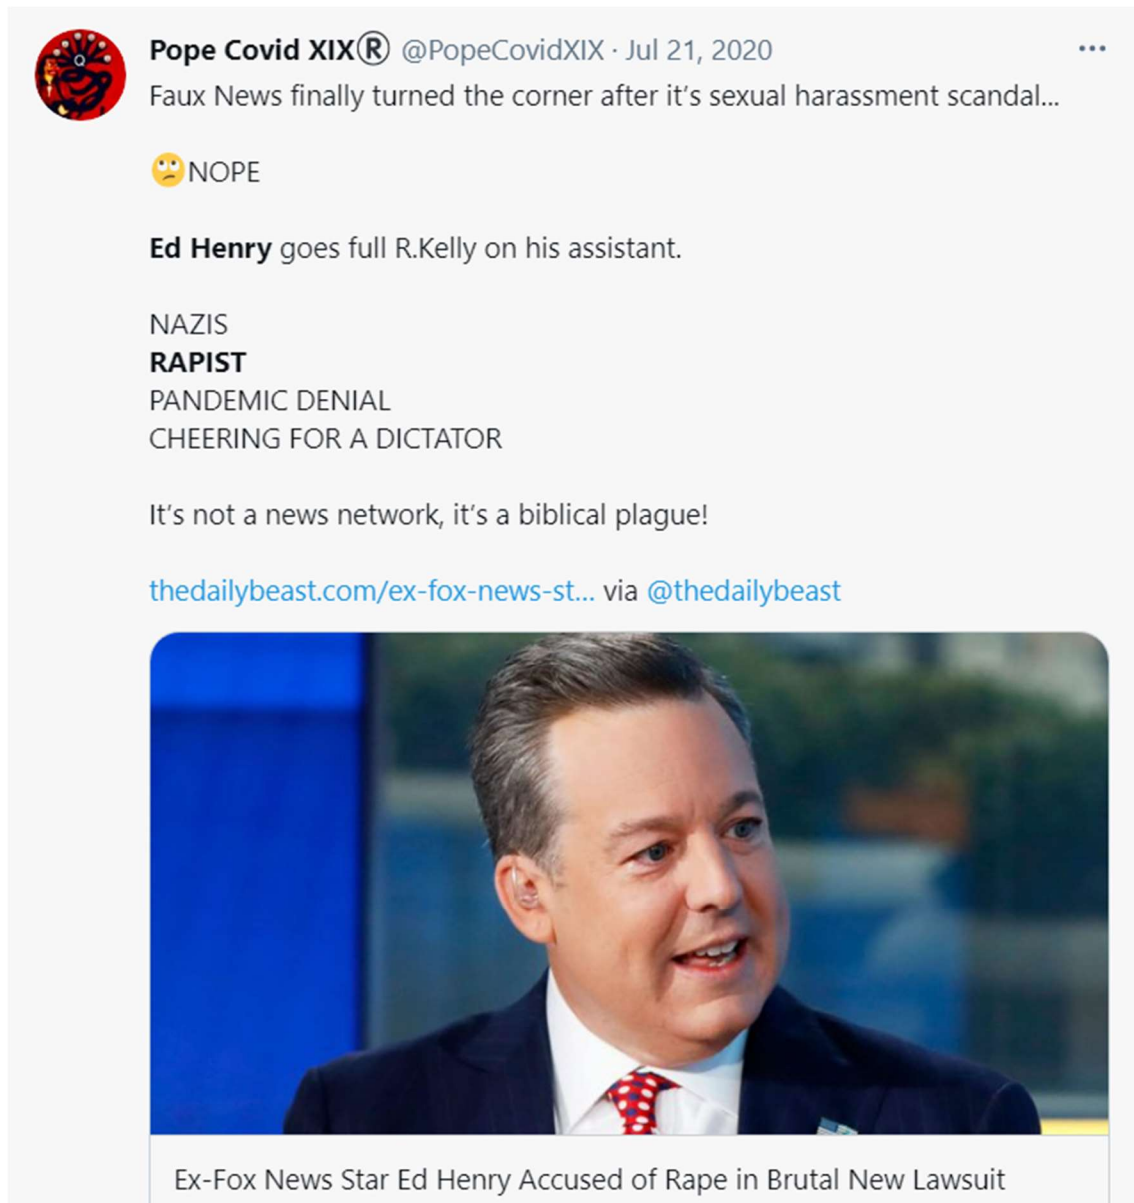 Pope Covid XIX® @PopeCovidXIX · Jul 21, 2020
Faux News finally turned the corner after it’s sexual harassment scandal...
🙄NOPE
Ed Henry goes full R.Kelly on his assistant.
NAZIS
RAPIST
PANDEMIC DENIAL
CHEERING FOR A DICTATOR
It’s not a news network, it’s a biblical plague!
thedailybeast.com/ex-fox-news-st... via @thedailybeast
Ex-Fox News Star Ed Henry Accused of Rape in Brutal New Lawsuit